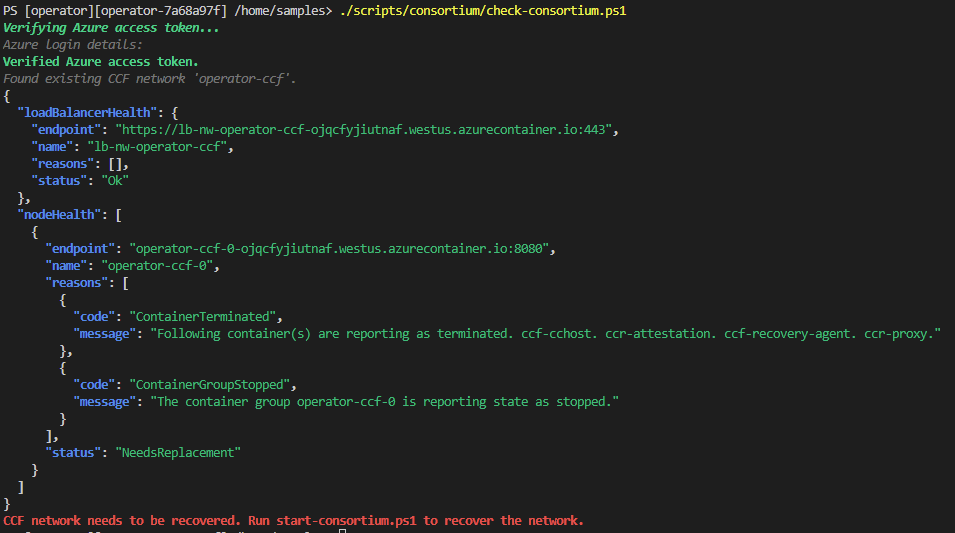 PS [operator][operator-7a68a97f] /home/samples> ./scripts/consortium/check-consortium.ps1
Verifying Azure access token...
Azure login details:
Verified Azure access token.
Found existing CCF network 'operator-ccf'.
{
  "loadBalancerHealth": {
    "endpoint": "https://lb-nw-operator-ccf-ojqcfyjiutnaf.westus.azurecontainer.io:443",
    "name": "lb-nw-operator-ccf",
    "reasons": [],
    "status": "Ok"
  },
  "nodeHealth": [
    {
      "endpoint": "operator-ccf-0-ojqcfyjiutnaf.westus.azurecontainer.io:8080",
      "name": "operator-ccf-0",
      "reasons": [
        {
          "code": "ContainerTerminated",
          "message": "Following container(s) are reporting as terminated. ccf-cchost. ccr-attestation. ccf-recovery-agent. ccr-proxy."
        },
        {
          "code": "ContainerGroupStopped",
          "message": "The container group operator-ccf-0 is reporting state as stopped."
        }
      ],
      "status": "NeedsReplacement"
    }
  ]
}
CCF network needs to be recovered. Run start-consortium.ps1 to recover the network.